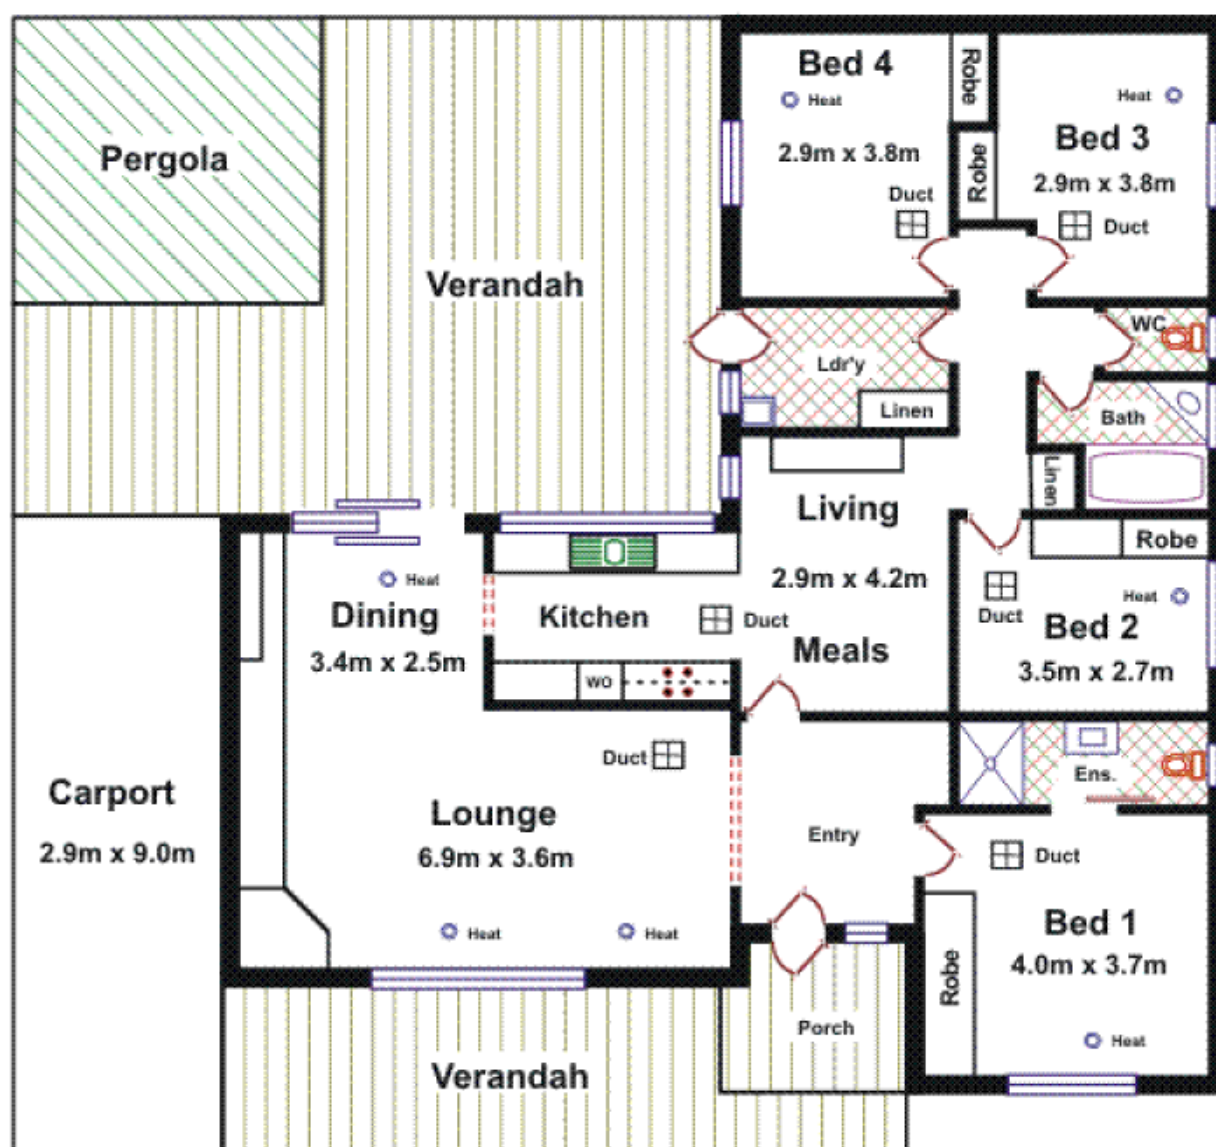 Pergola
Verandah
Bed 4
Heat
2.9m x 3.8m
Duct
Robe
Robe
Heat
Bed 3
2.9m x 3.8m
Duct
WC
Ldr'y
Linen
Bath
Linen
Living
2.9m x 4.2m
Meals
Robe
Duct
Heat
Bed 2
3.5m x 2.7m
Heat
Dining
3.4m x 2.5m
Kitchen
Duct
WO
Carport
2.9m x 9.0m
Duct
Lounge
6.9m x 3.6m
Heat
Heat
Entry
Ens.
Duct
Bed 1
4.0m x 3.7m
Robe
Heat
Porch
Verandah